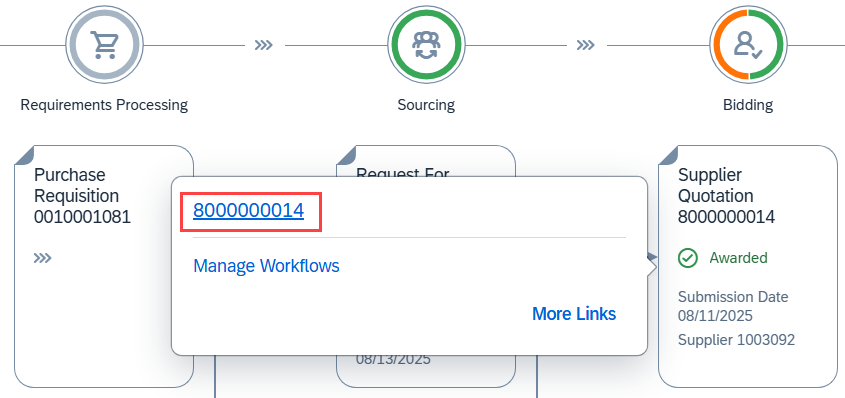 Requirements Processing
Sourcing
Bidding
Purchase
Requisition
0010001081
Request For
8000000014
Manage Workflows
More Links
08/13/2025
Supplier
Quotation
8000000014
Awarded
Submission Date
08/11/2025
Supplier 1003092